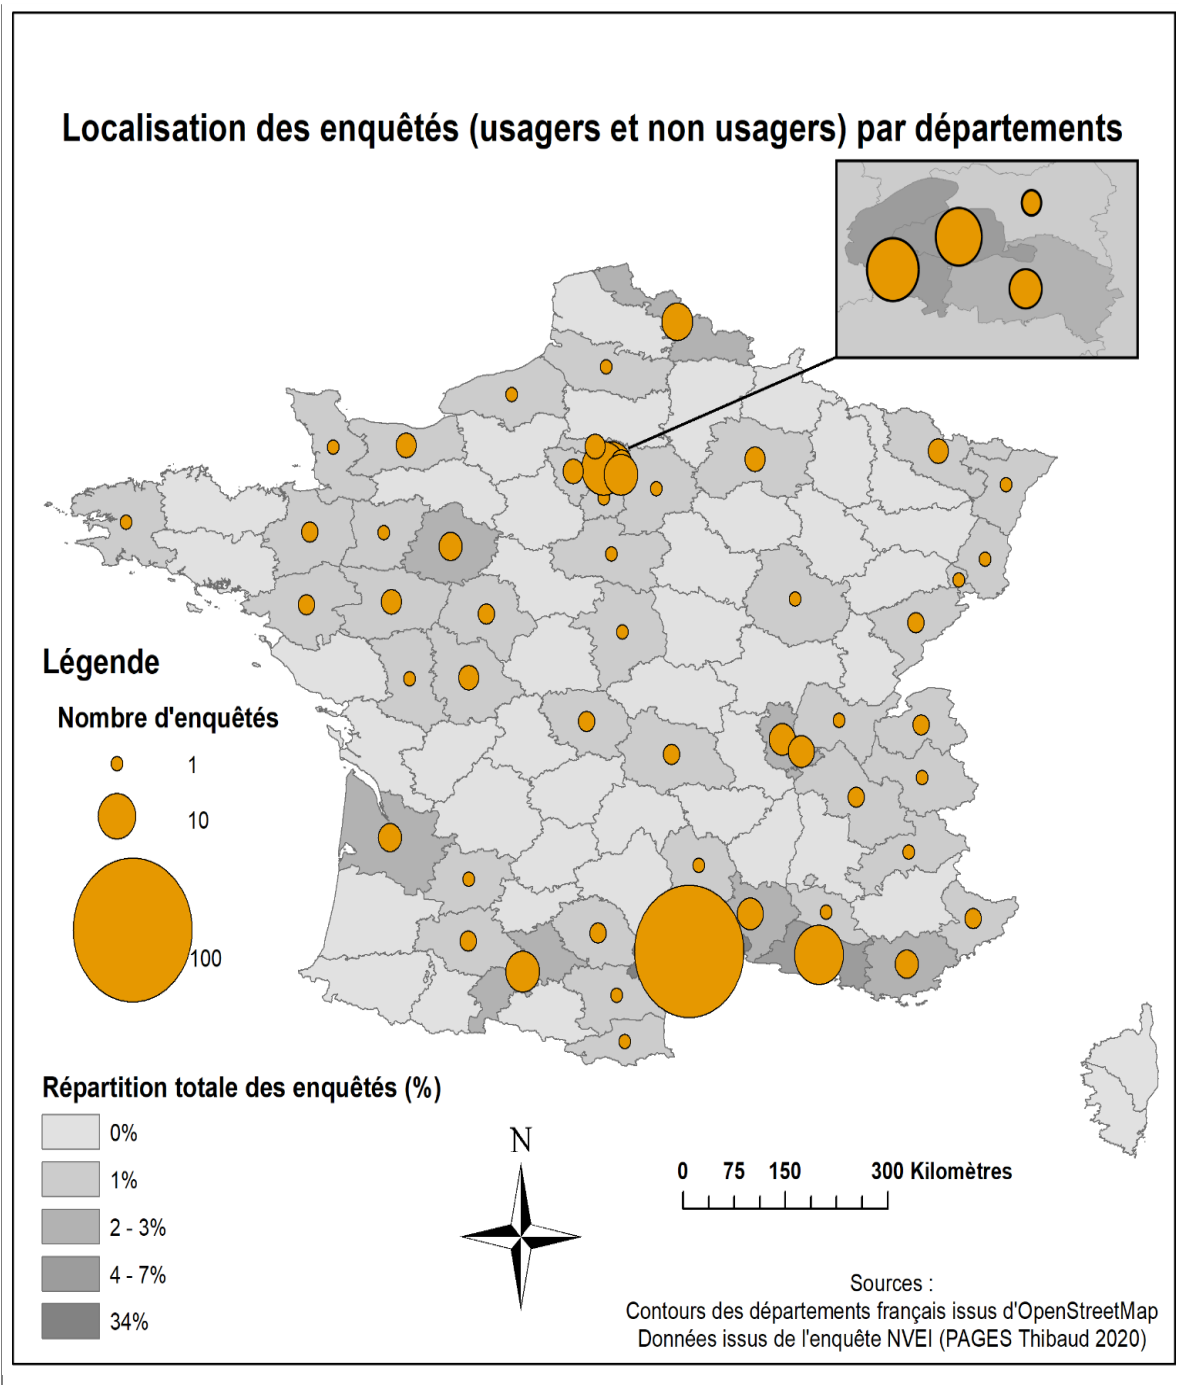 Localisation des enquêtés (usagers et non usagers) par départements
Légende
Nombre d'enquêtés
1
10
100
Répartition totale des enquêtés (%)
0%
1%
2 - 3%
4 - 7%
34%
N
0 75 150 300 Kilomètres
Sources :
Contours des départements français issus d'OpenStreetMap
Données issus de l'enquête NVEI (PAGES Thibaud 2020)